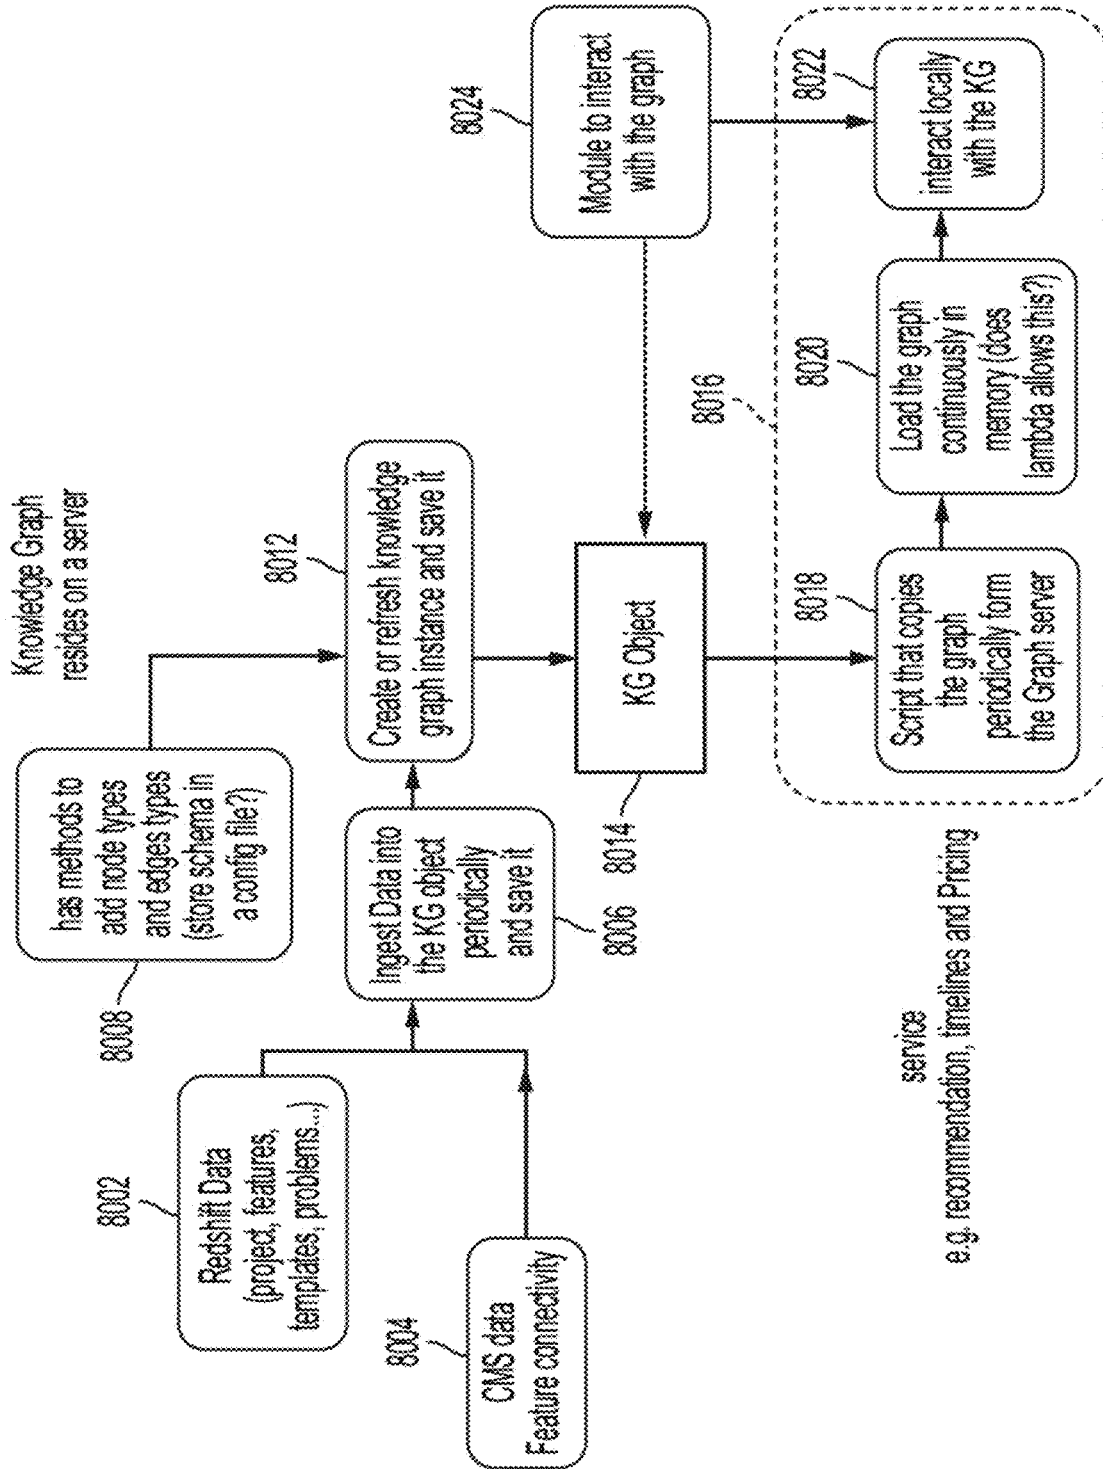 Knowledge Graph
resides on a server
8008
has methods to
add node types
and edges types
(store schema in
a config file?)
8002
Redshift Data
(project, features,
templates, problems...)
8004
CMS data
Feature connectivity
Ingest Data into
the KG object
periodically
and save it
8006
8012
Create or refresh knowledge
graph instance and save it
KG Object
8014
8024
Module to interact
with the graph
8016
8018
Script that copies
the graph
periodically form
the Graph server
8020
Load the graph
continuously in
memory (does
lambda allows this?)
8022
interact locally
with the KG
service
e.g. recommendation, timelines and Pricing